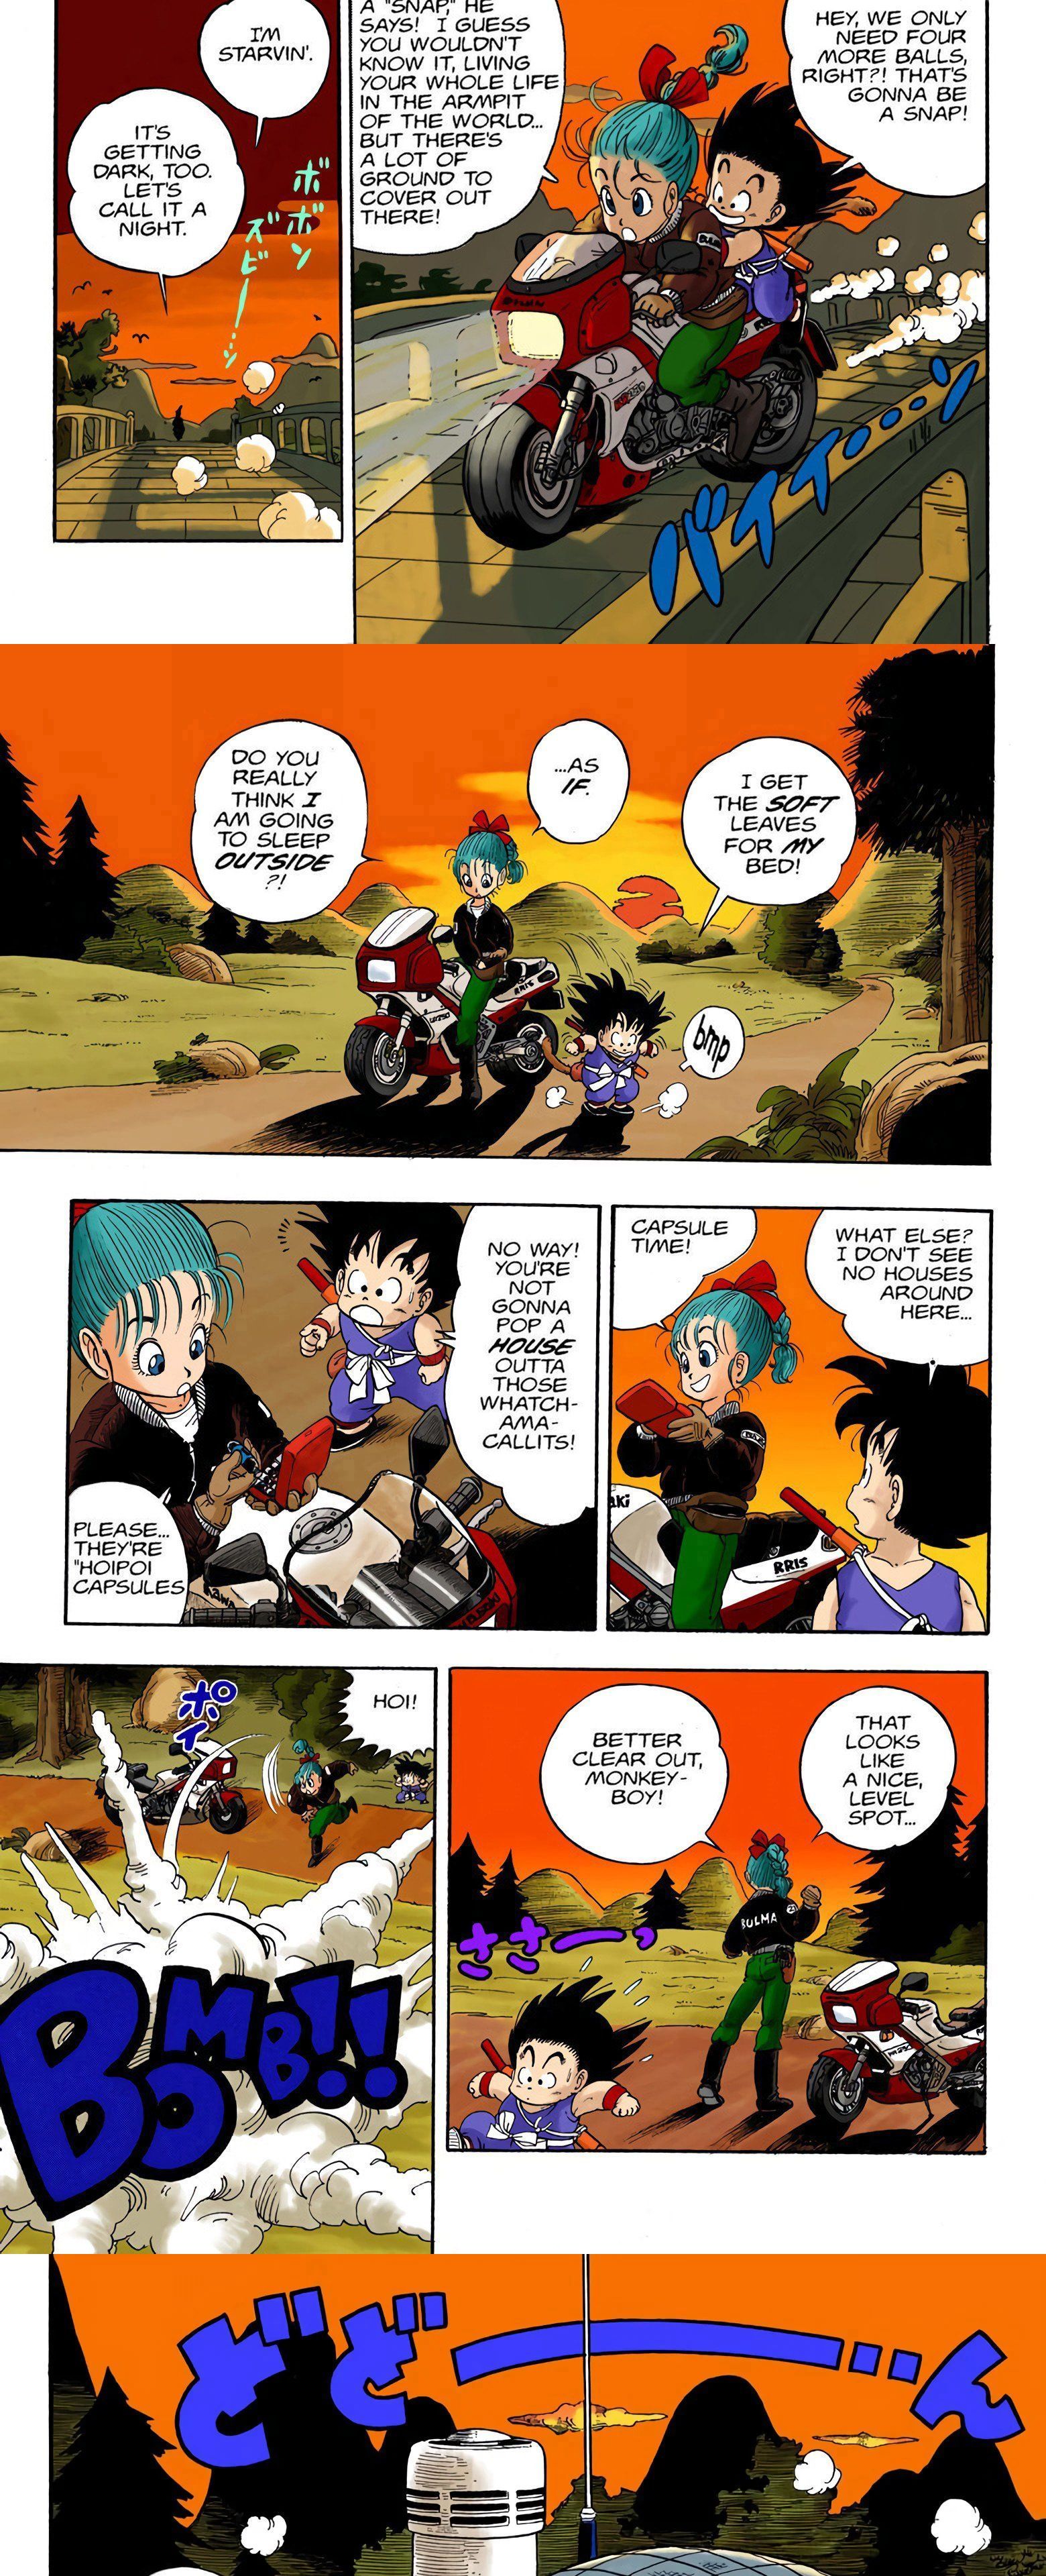 HEY, WE ONLY
NEED FOUR
MORE BALLS,
RIGHT?! THAT'S
GONNA BE
A SNAP!
A "SNAP," HE
SAYS! I GUESS
YOU WOULDN'T
KNOW IT, LIVING
YOUR WHOLE LIFE
IN THE ARMPIT
OF THE WORLD...
BUT THERE'S
A LOT OF
GROUND TO
COVER OUT
THERE!
バイイ...ン
I'M
STARVIN'.
IT'S
GETTING
DARK, TOO.
LET'S
CALL IT A
NIGHT.
ボボン
ズビー...
I GET
THE SOFT
LEAVES
FOR MY
BED!
...AS
IF.
DO YOU
REALLY
THINK I
AM GOING
TO SLEEP
OUTSIDE
?!
bmp
RRIS
WHAT ELSE?
I DON'T SEE
NO HOUSES
AROUND
HERE...
CAPSULE
TIME!
aki
RRIS
NO WAY!
YOU'RE
NOT
GONNA
POP A
HOUSE
OUTTA
THOSE
WHATCH-
AMA-
CALLITS!
PLEASE...
THEY'RE
"HOIPOI
CAPSULES
THAT
LOOKS
LIKE
A NICE,
LEVEL
SPOT...
BETTER
CLEAR OUT,
MONKEY-
BOY!
BULMA
ささーっ
HOI!
ポイ
BOMB!!
どどーん